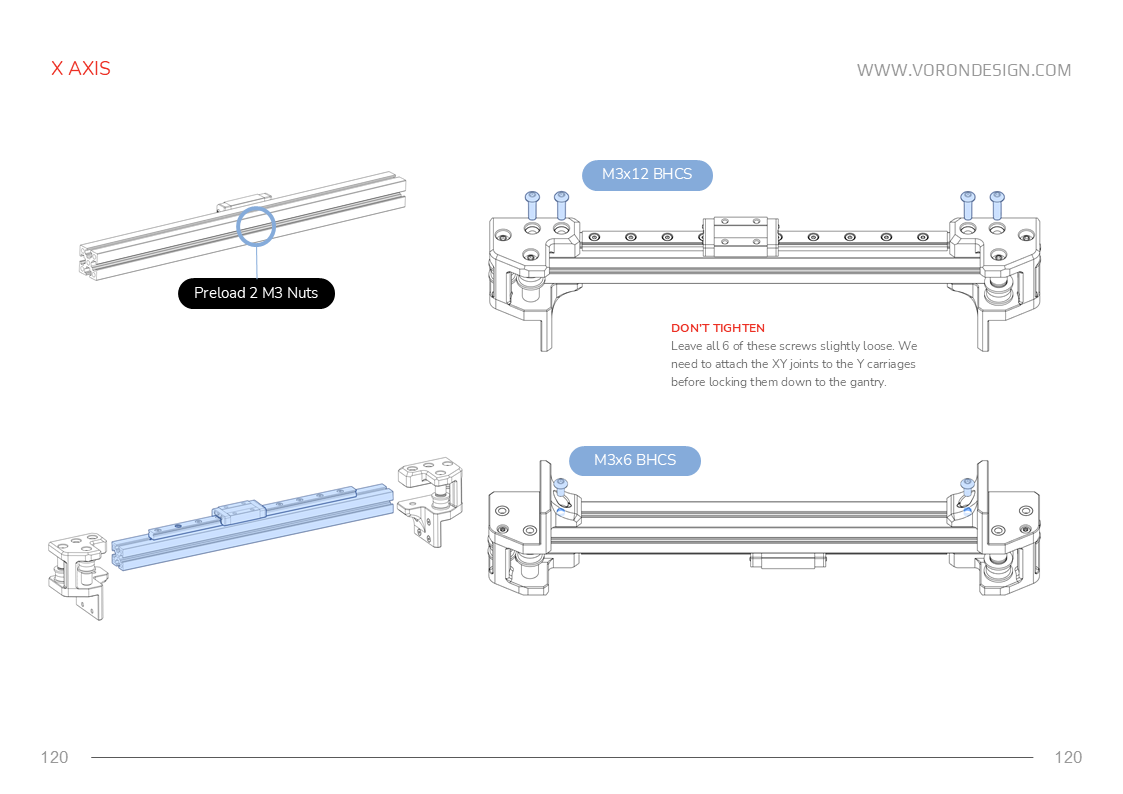 X AXIS
WWW.VORONDESIGN.COM
M3x12 BHCS
Preload 2 M3 Nuts
DON'T TIGHTEN
Leave all 6 of these screws slightly loose. We
need to attach the XY joints to the Y carriages
before locking them down to the gantry.
M3x6 BHCS
120
120